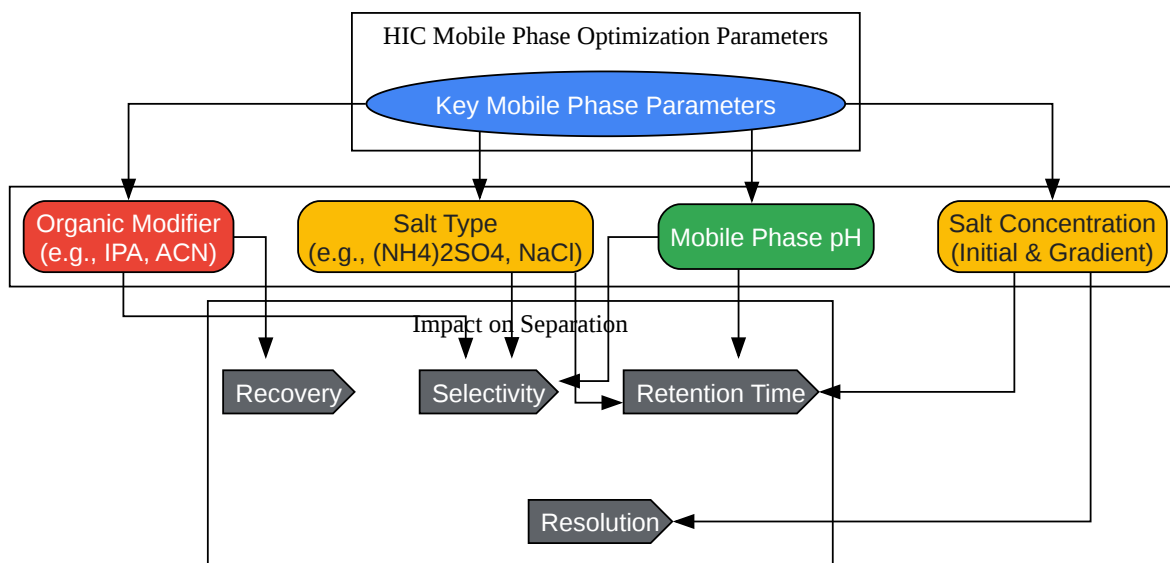 HIC Mobile Phase Optimization Parameters
Key Mobile Phase Parameters
Organic Modifier
(e.g., IPA, ACN)
Salt Type
(e.g., (NH4)2SO4, NaCl)
Mobile Phase pH
Salt Concentration
(Initial & Gradient)
Impact on Separation
Recovery
Selectivity
Retention Time
Resolution